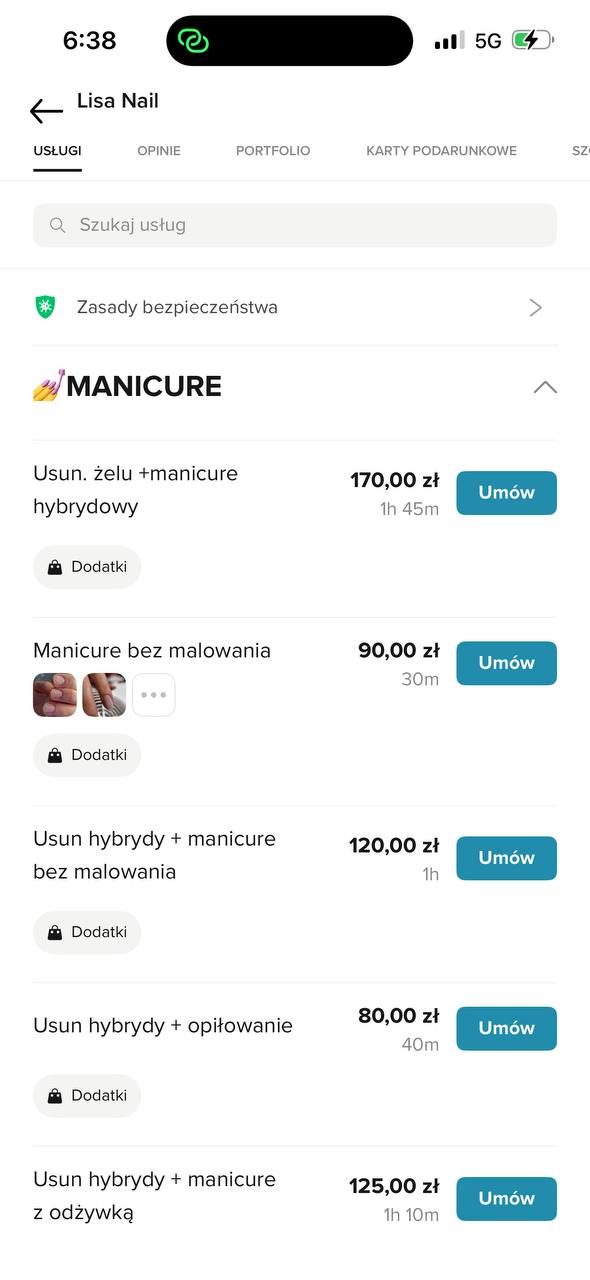 6:38
5G
Lisa Nail
USŁUGI OPINIE PORTFOLIO KARTY PODARUNKOWE
Szukaj usług
Zasady bezpieczeństwa
💅MANICURE
Usun. żelu +manicure
hybrydowy
170,00 zł
1h 45m
Umów
Dodatki
Manicure bez malowania
90,00 zł
30m
Umów
Dodatki
Usun hybrydy + manicure
bez malowania
120,00 zł
1h
Umów
Dodatki
Usun hybrydy + opiłowanie
80,00 zł
40m
Umów
Dodatki
Usun hybrydy + manicure
z odżywką
125,00 zł
1h 10m
Umów